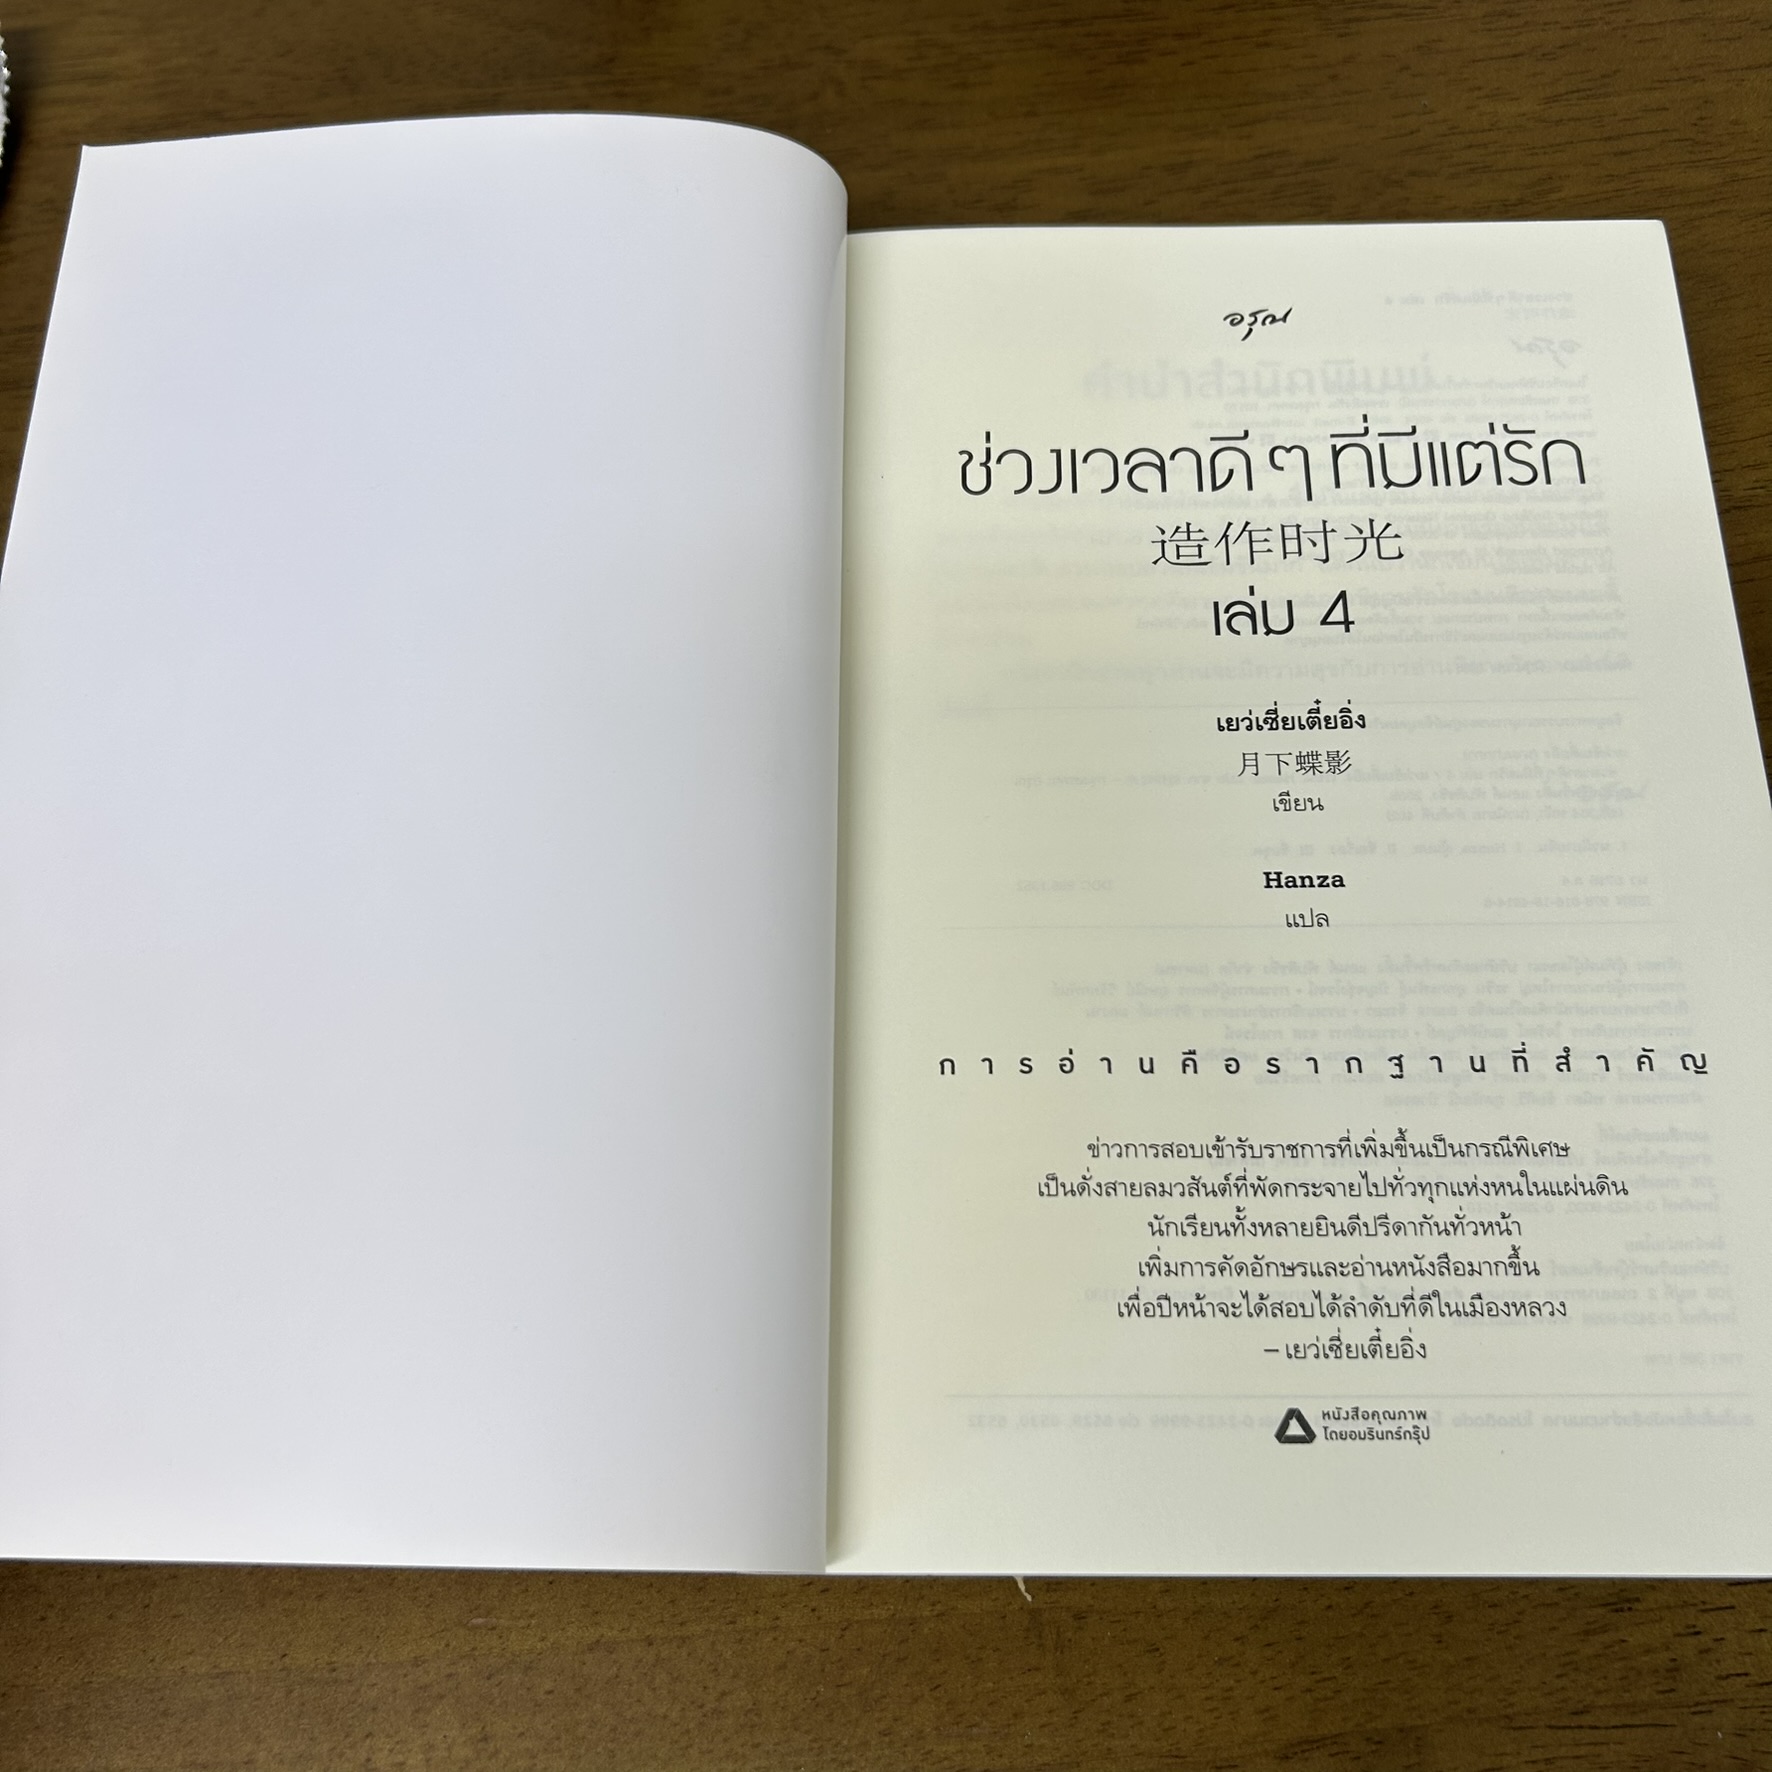 อรุณ
ช่วงเวลาดี ๆ ที่มีแต่รัก
造作时光
เล่ม 4
เยว่เซี่ยเตี๋ยอิ่ง
月下蝶影
เขียน
Hanza
แปล
การอ่านคือรากฐานที่สำคัญ
ข่าวการสอบเข้ารับราชการที่เพิ่มขึ้นเป็นกรณีพิเศษ
เป็นดั่งสายลมวสันต์ที่พัดกระจายไปทั่วทุกแห่งหนในแผ่นดิน
นักเรียนทั้งหลายยินดีปรีดากันทั่วหน้า
เพิ่มการคัดอักษรและอ่านหนังสือมากขึ้น
เพื่อปีหน้าจะได้สอบได้ลำดับที่ดีในเมืองหลวง
– เยว่เซี่ยเตี๋ยอิ่ง
หนังสือคุณภาพ
โดยอมรินทร์กรุ๊ป